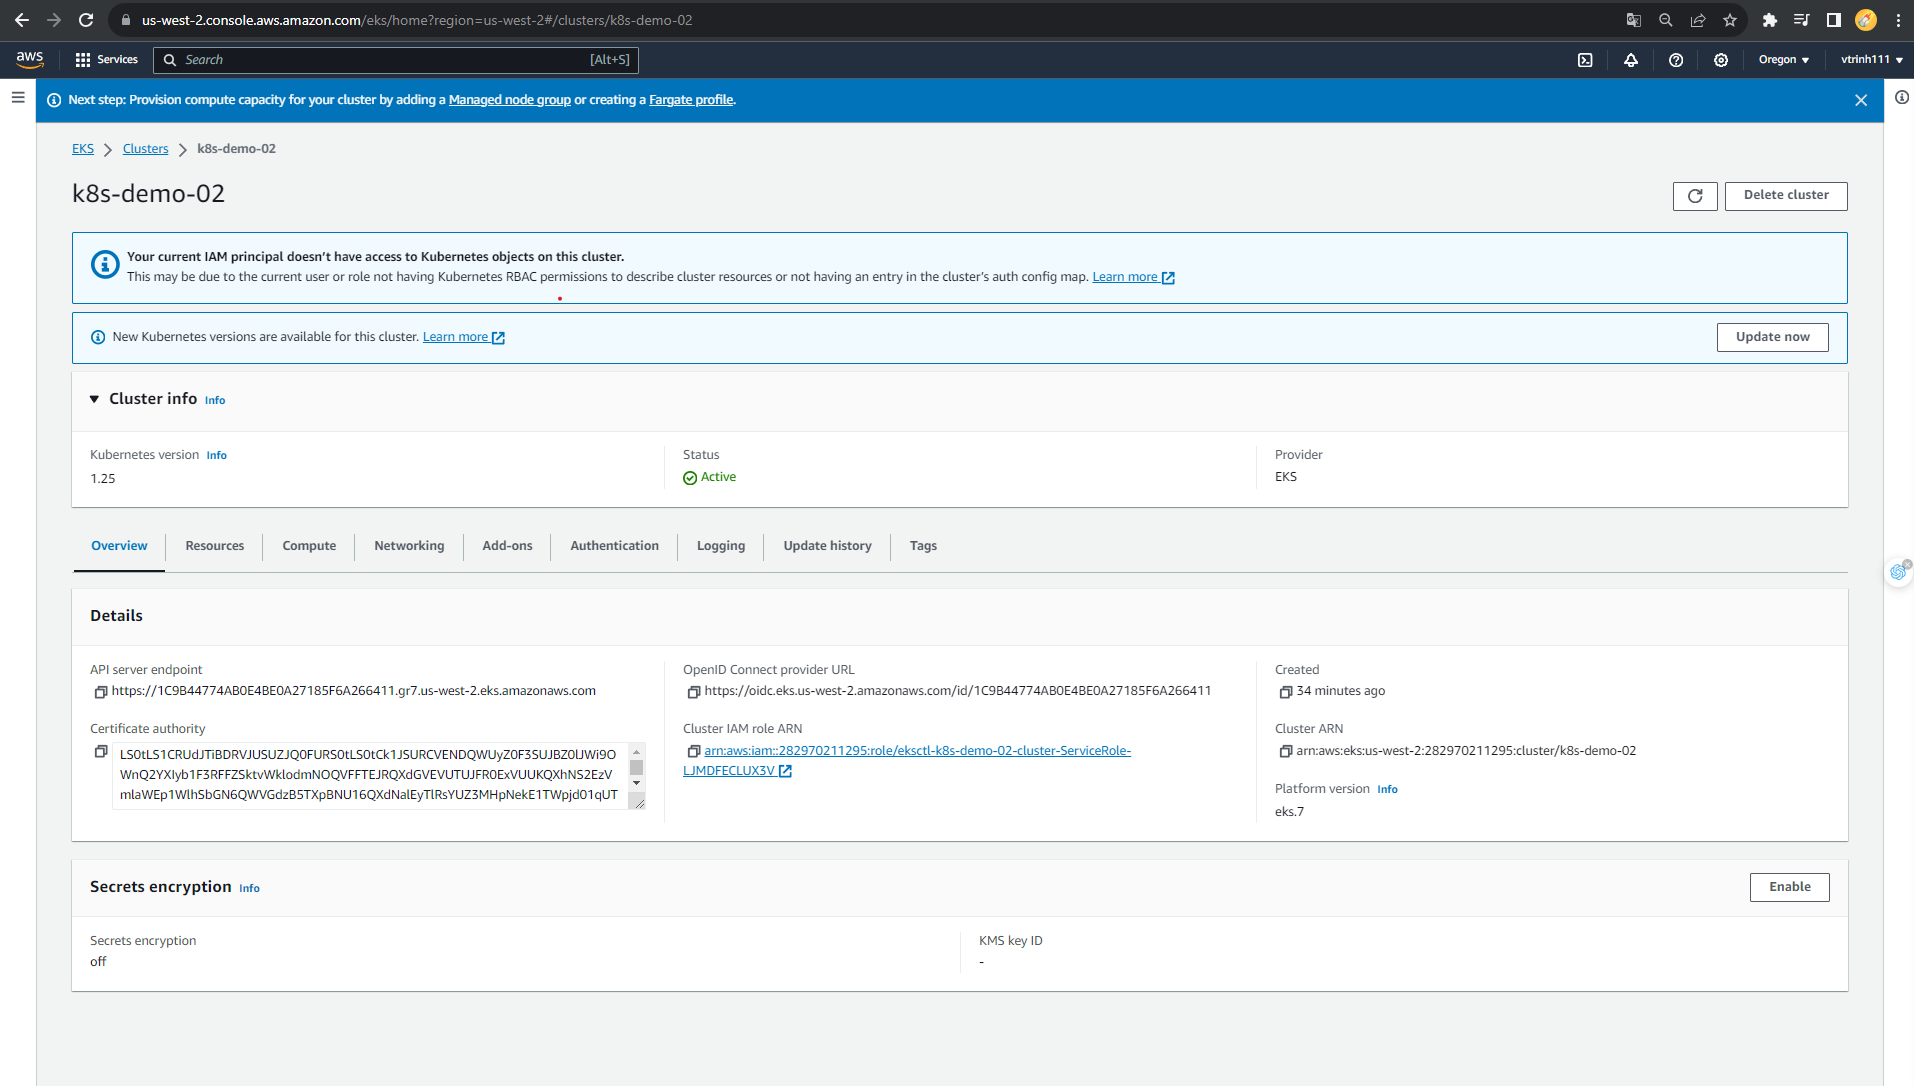 us-west-2.console.aws.amazon.com/eks/home?region=us-west-2#/clusters/k8s-demo-02
aws
Services
Search
[Alt+S]
Oregon
vtrinh111
Next step: Provision compute capacity for your cluster by adding a Managed node group or creating a Fargate profile.
EKS
Clusters
k8s-demo-02
k8s-demo-02
Delete cluster
Your current IAM principal doesn't have access to Kubernetes objects on this cluster.
This may be due to the current user or role not having Kubernetes RBAC permissions to describe cluster resources or not having an entry in the cluster's auth config map. Learn more
New Kubernetes versions are available for this cluster. Learn more
Update now
Cluster info Info
Kubernetes version Info
1.25
Status
Active
Provider
EKS
Overview
Resources
Compute
Networking
Add-ons
Authentication
Logging
Update history
Tags
Details
API server endpoint
https://1C9B44774AB0E4BE0A27185F6A266411.gr7.us-west-2.eks.amazonaws.com
Certificate authority
OpenID Connect provider URL
https://oidc.eks.us-west-2.amazonaws.com/id/1C9B44774AB0E4BE0A27185F6A266411
Cluster IAM role ARN
arn:aws:iam::282970211295:role/eksctl-k8s-demo-02-cluster-ServiceRole-
LJMDFECLUX3V
Created
34 minutes ago
Cluster ARN
arn:aws:eks:us-west-2:282970211295:cluster/k8s-demo-02
Platform version Info
eks.7
Secrets encryption Info
Enable
Secrets encryption
off
KMS key ID
-